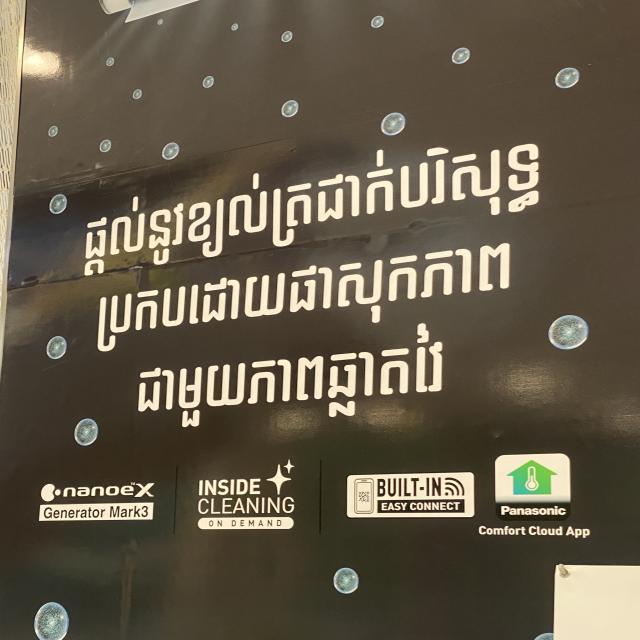 ផ្តល់នូវខ្យល់ត្រជាក់បរិសុទ្ធ
ប្រកបដោយផាសុកភាព
ជាមួយភាពឆ្លាតវៃ
nanoeX™
Generator Mark3
INSIDE
CLEANING
ON DEMAND
BUILT-IN
EASY CONNECT
Panasonic
Comfort Cloud App